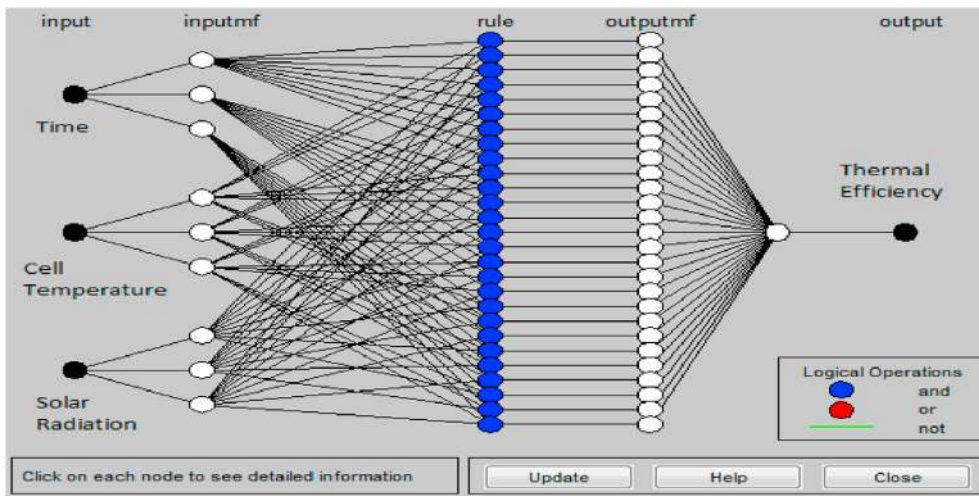 input inputmf rule outputmf output
Time
Thermal
Efficiency
Cell
Temperature
Solar
Radiation
Logical Operations
and
or
not
Click on each node to see detailed information
Update Help Close